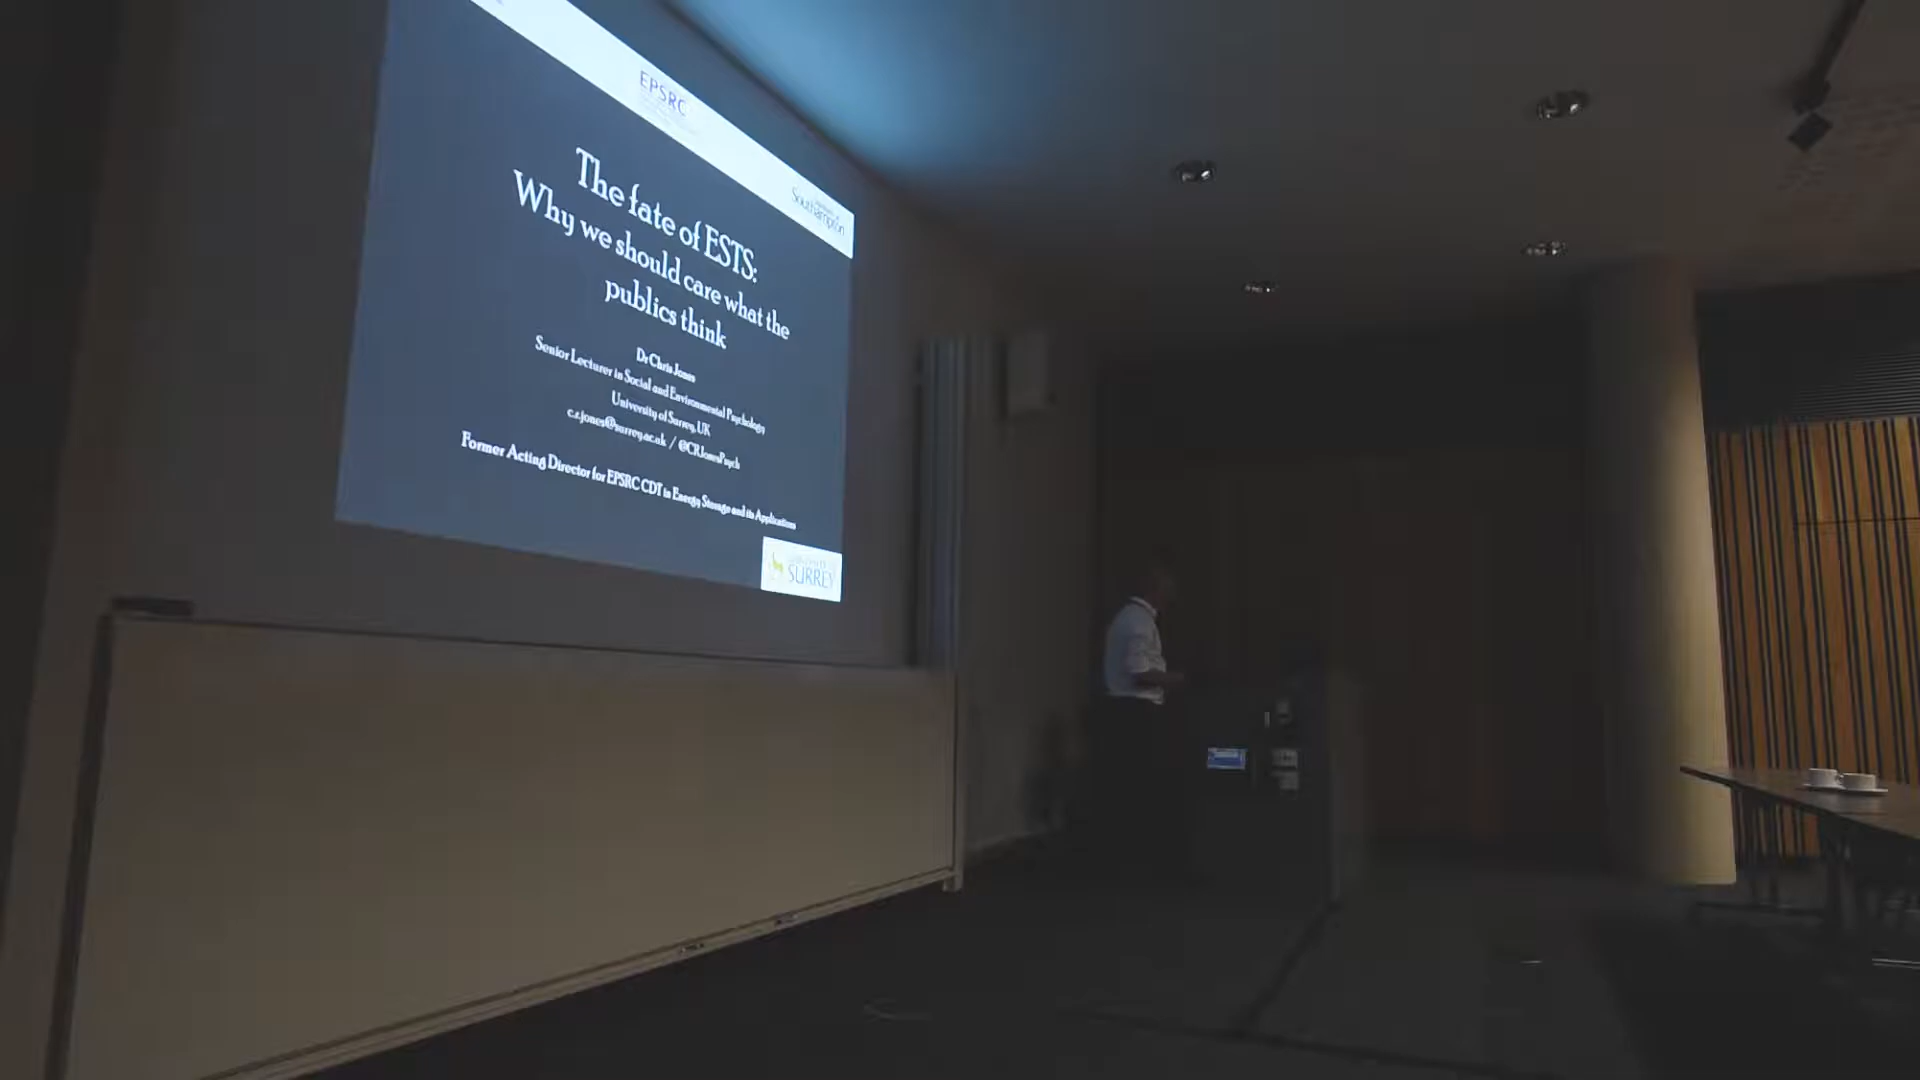 EPSRC
Southampton
The fate of ESTS:
Why we should care what the
publics think
Dr Chris Jones
Senior Lecturer in Social and Environmental Psychology
University of Surrey, UK
c.r.jones@surrey.ac.uk / @CRJonesPsych
Former Acting Director for EPSRC CDT in Energy Storage and its Applications
UNIVERSITY OF
SURREY